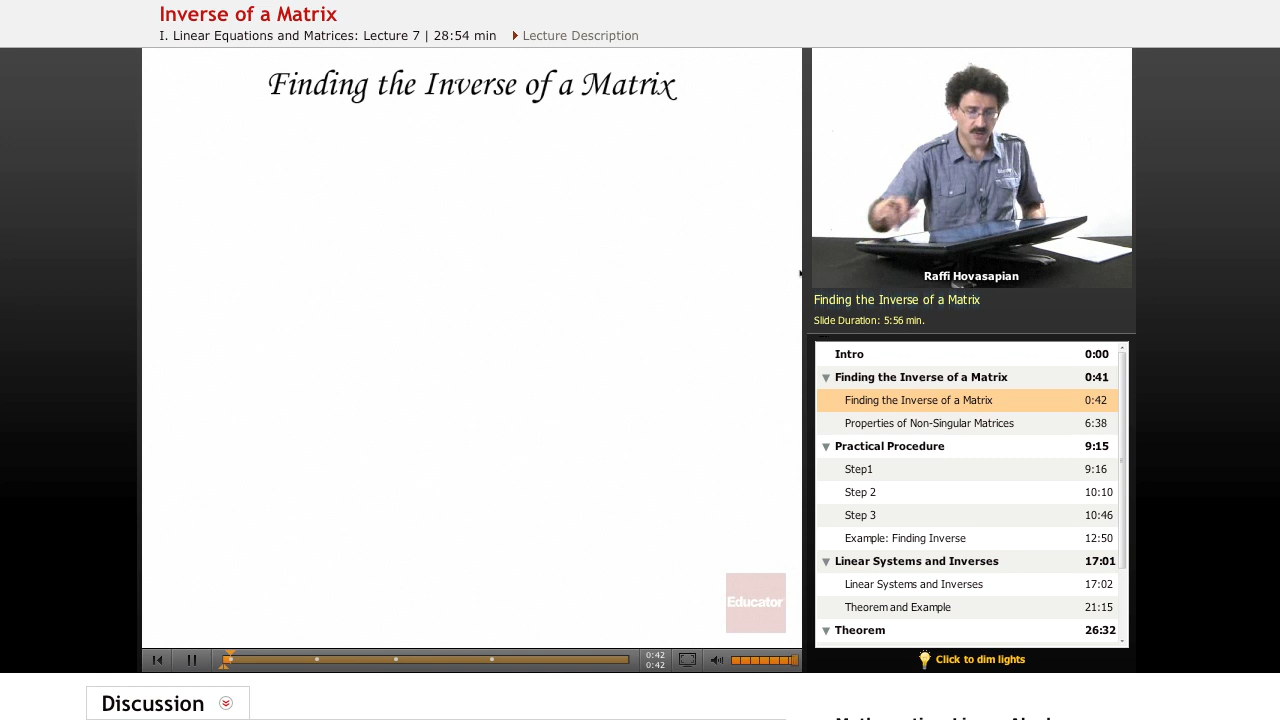 Inverse of a Matrix
I. Linear Equations and Matrices: Lecture 7 | 28:54 min Lecture Description
Finding the Inverse of a Matrix
Educator
0:42
0:42
Raffi Hovasapian
Finding the Inverse of a Matrix
Slide Duration: 5:56 min.
Intro 0:00
Finding the Inverse of a Matrix 0:41
Finding the Inverse of a Matrix 0:42
Properties of Non-Singular Matrices 6:38
Practical Procedure 9:15
Step1 9:16
Step 2 10:10
Step 3 10:46
Example: Finding Inverse 12:50
Linear Systems and Inverses 17:01
Linear Systems and Inverses 17:02
Theorem and Example 21:15
Theorem 26:32
Click to dim lights
Discussion